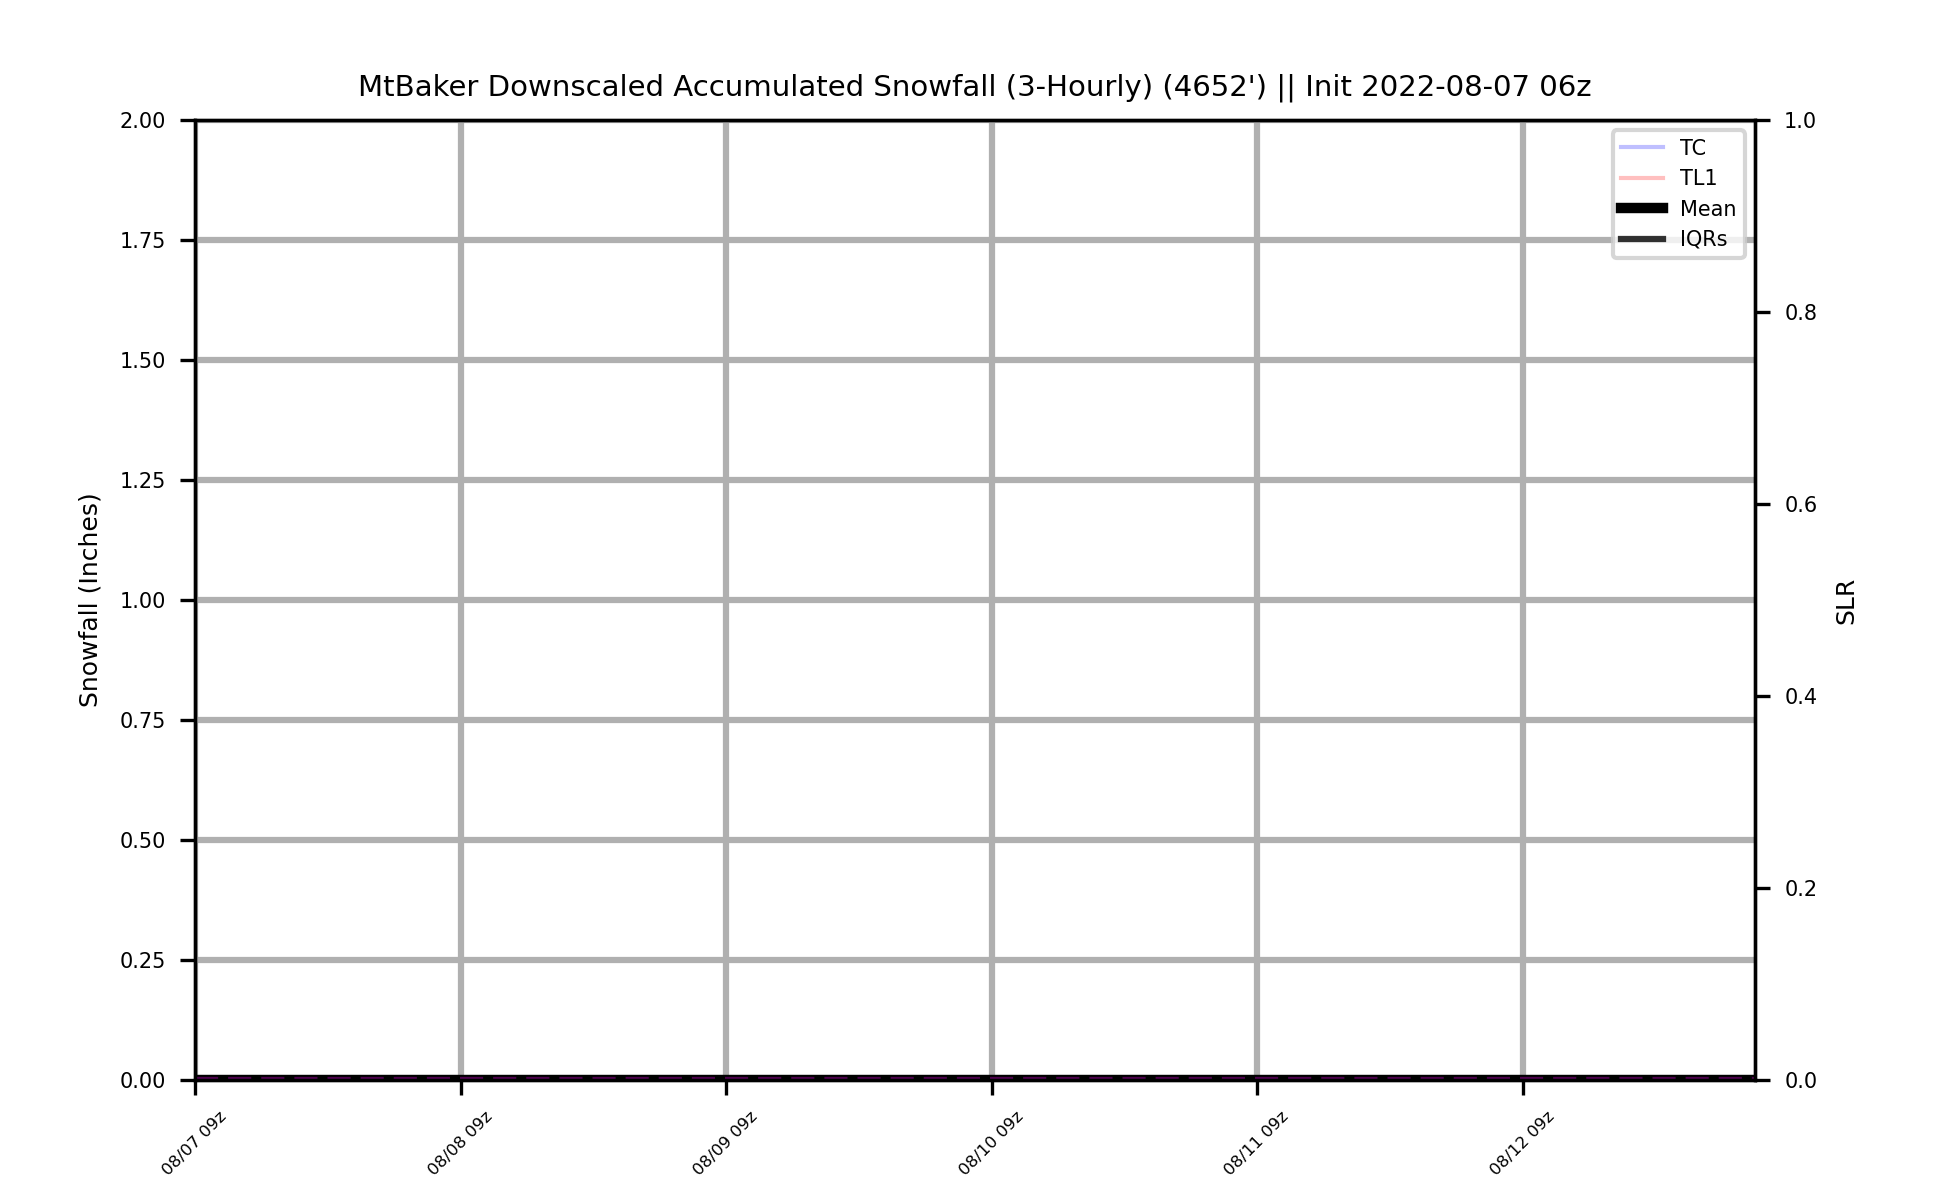 MtBaker Downscaled Accumulated Snowfall (3-Hourly) (4652') || Init 2022-08-07 06z
2.00
1.75
1.50
1.25
1.00
0.75
0.50
0.25
0.00
Snowfall (Inches)
TC
TL1
Mean
IQRs
1.0
0.8
0.6
0.4
0.2
0.0
SLR
08/07 09z
08/08 09z
08/09 09z
08/10 09z
08/11 09z
08/12 09z